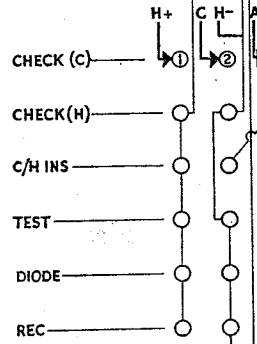 H+ C H- A
CHECK (C) 1 2
CHECK(H)
C/H INS
TEST
DIODE
REC